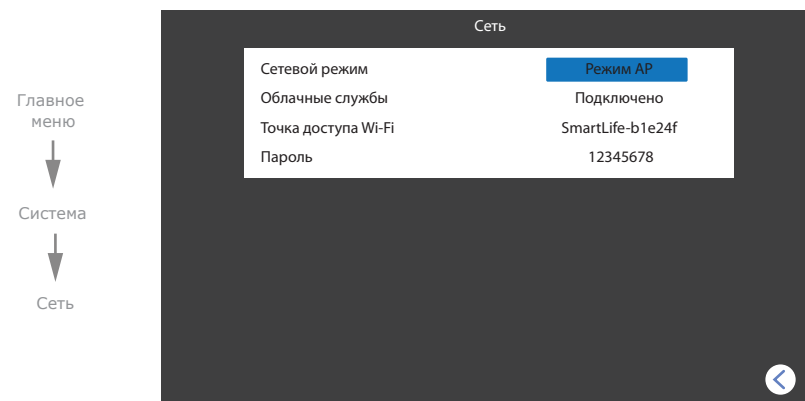 Главное
меню
Система
Сеть
Сеть
Сетевой режим Режим AP
Облачные службы Подключено
Точка доступа Wi-Fi SmartLife-b1e24f
Пароль 12345678